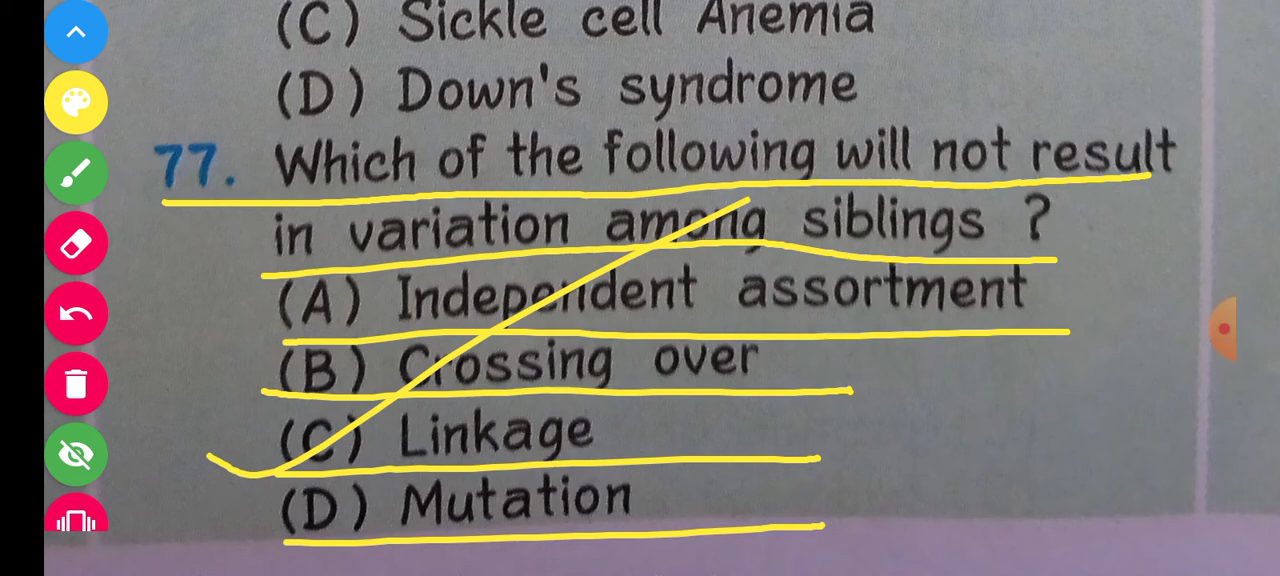 (C) Sickle cell Anemia
(D) Down's syndrome
77. Which of the following will not result
in variation among siblings ?
(A) Independent assortment
(B) Crossing over
(C) Linkage
(D) Mutation